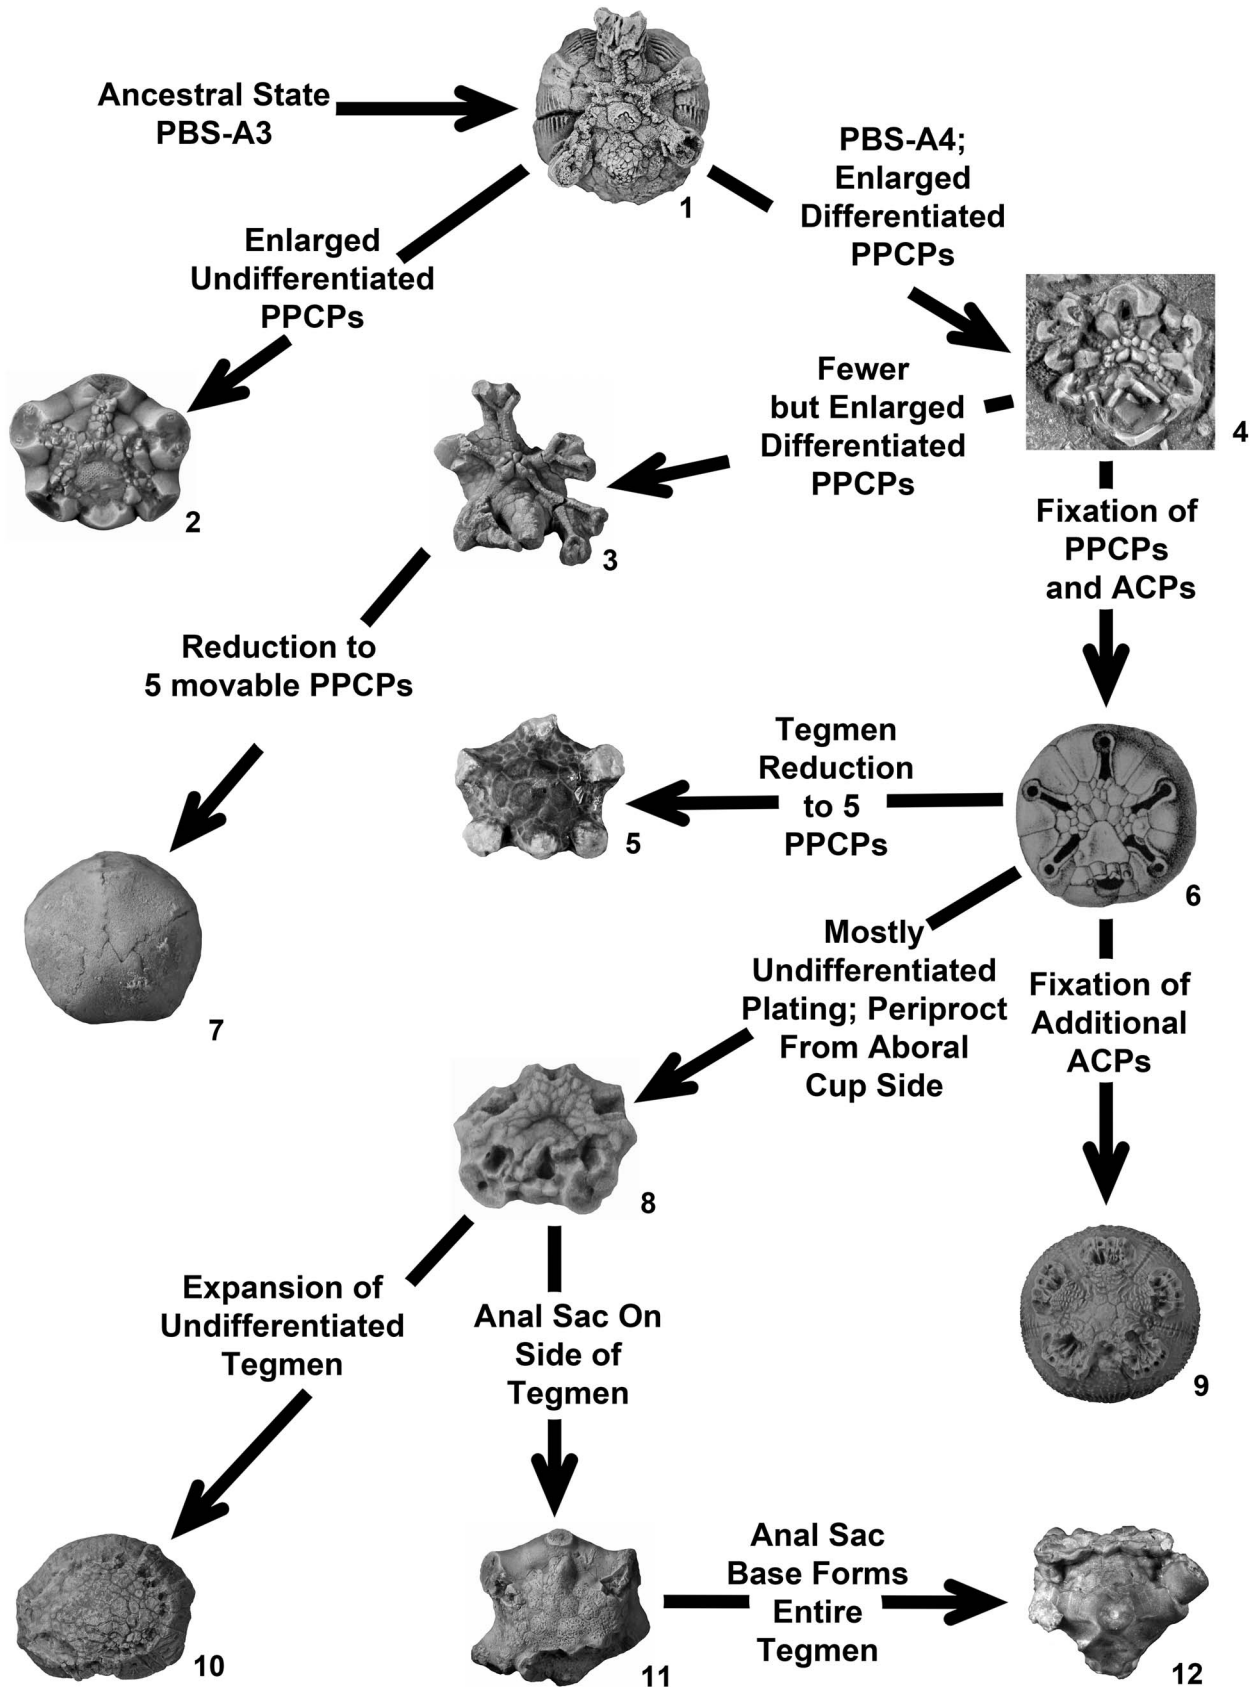 Ancestral State
PBS-A3
1
PBS-A4;
Enlarged
Differentiated
PPCPs
Enlarged
Undifferentiated
PPCPs
2
Fewer
but Enlarged
Differentiated
PPCPs
3
4
Fixation of
PPCPs
and ACPs
Reduction to
5 movable PPCPs
Tegmen
Reduction
to 5
PPCPs
5
6
7
Mostly
Undifferentiated
Plating; Periproct
From Aboral
Cup Side
Fixation of
Additional
ACPs
8
9
Expansion of
Undifferentiated
Tegmen
Anal Sac On
Side of
Tegmen
10
11
Anal Sac
Base Forms
Entire
Tegmen
12